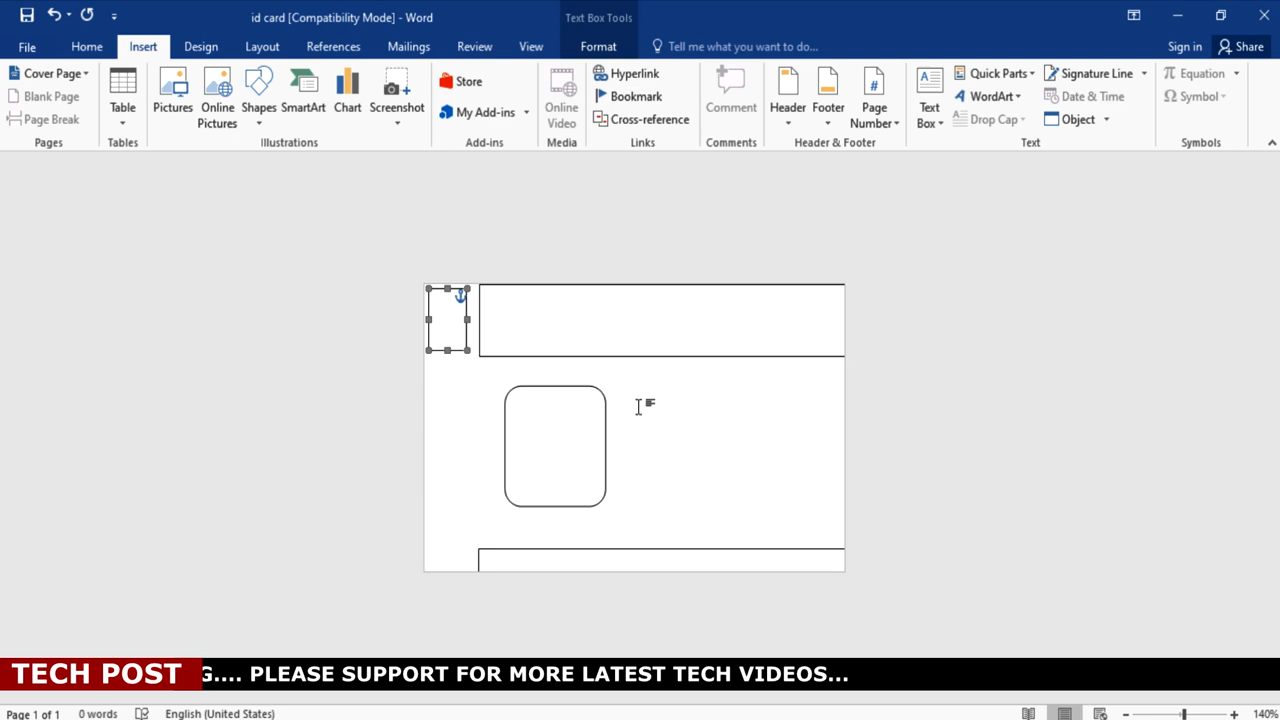 id card [Compatibility Mode] - Word
Text Box Tools
File
Home
Insert
Design
Layout
References
Mailings
Review
View
Format
Tell me what you want to do...
Sign in
Share
Cover Page
Blank Page
Page Break
Pages
Table
Tables
Pictures
Online Pictures
Shapes
SmartArt
Chart
Screenshot
Illustrations
Store
My Add-ins
Add-ins
Online Video
Media
Hyperlink
Bookmark
Cross-reference
Links
Comment
Comments
Header
Footer
Page Number
Header & Footer
Text Box
Quick Parts
WordArt
Drop Cap
Signature Line
Date & Time
Object
Text
Equation
Symbol
Symbols
TECH POST
G.... PLEASE SUPPORT FOR MORE LATEST TECH VIDEOS...
Page 1 of 1
0 words
English (United States)
140%